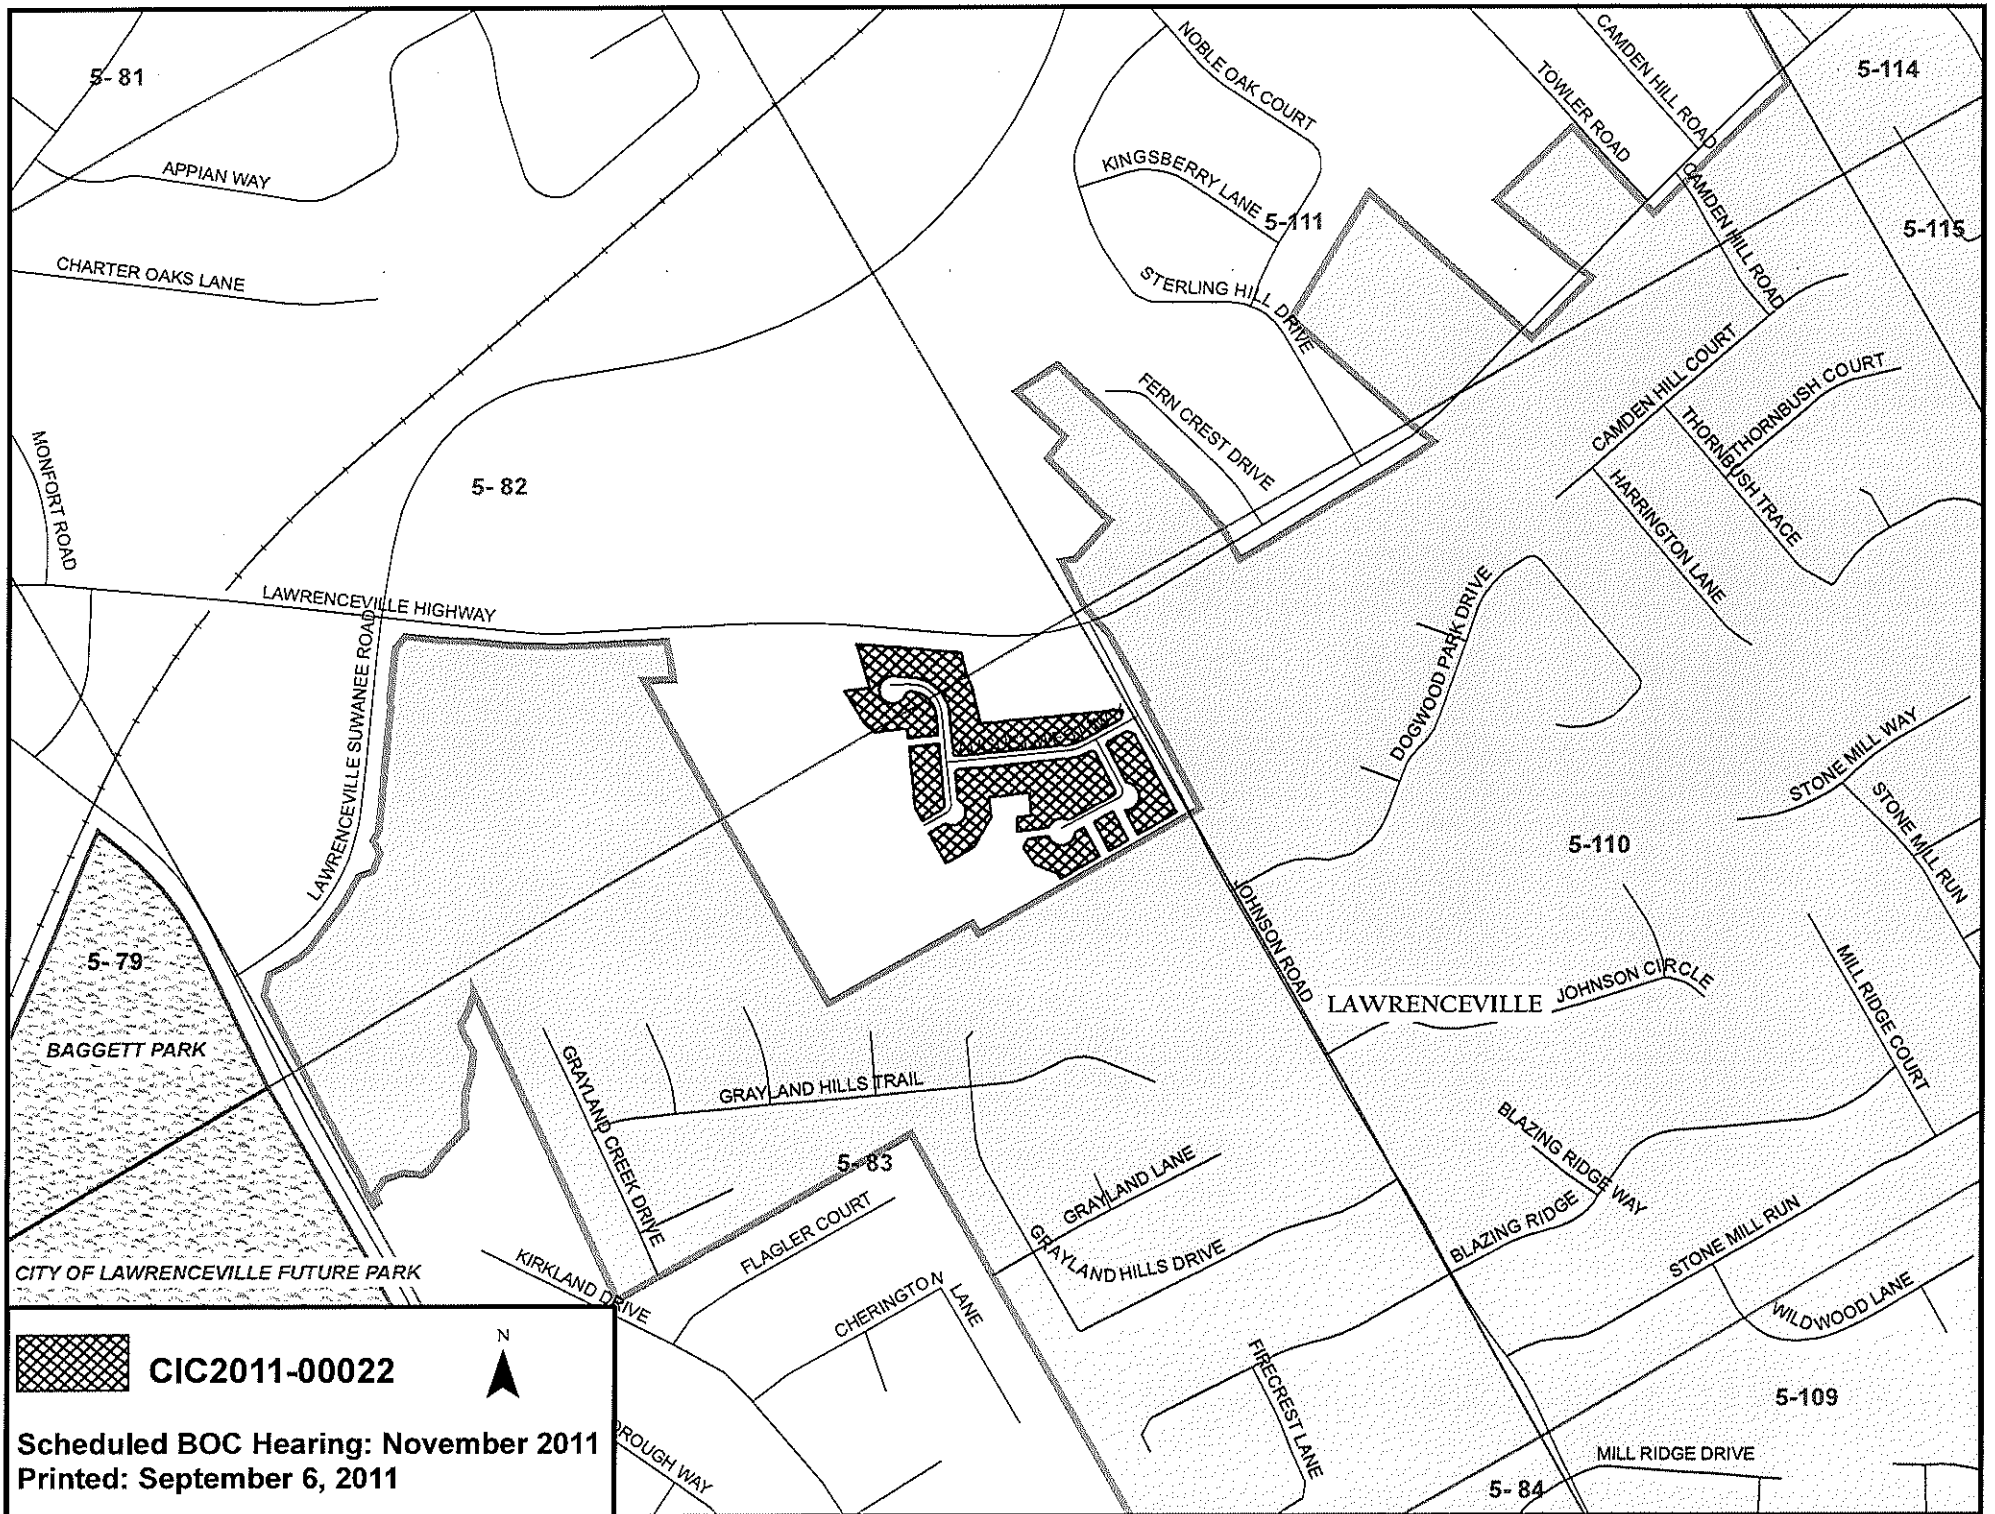 5- 81
APPIAN WAY
CHARTER OAKS LANE
MONFORT ROAD
5- 82
LAWRENCEVILLE HIGHWAY
LAWRENCEVILLE SUWANEE ROAD
NOBLE OAK COURT
KINGSBERRY LANE
5-111
STERLING HILL DRIVE
FERN CREST DRIVE
TOWLER ROAD
CAMDEN HILL ROAD
CAMDEN HILL ROAD
5-114
5-115
CAMDEN HILL COURT
THORNBUSH COURT
THORNBUSH TRACE
HARRINGTON LANE
DOGWOOD PARK DRIVE
STONE MILL WAY
STONE MILL RUN
5-110
JOHNSON ROAD
LAWRENCEVILLE
JOHNSON CIRCLE
MILL RIDGE COURT
5- 79
BAGGETT PARK
GRAYLAND HILLS TRAIL
GRAYLAND CREEK DRIVE
5- 83
FLAGLER COURT
GRAYLAND LANE
GRAYLAND HILLS DRIVE
BLAZING RIDGE WAY
BLAZING RIDGE
STONE MILL RUN
WILDWOOD LANE
CITY OF LAWRENCEVILLE FUTURE PARK
KIRKLAND DRIVE
CHERINGTON LANE
FIRECREST LANE
5-109
MILL RIDGE DRIVE
5- 84
OROUGH WAY
N
CIC2011-00022
Scheduled BOC Hearing: November 2011
Printed: September 6, 2011